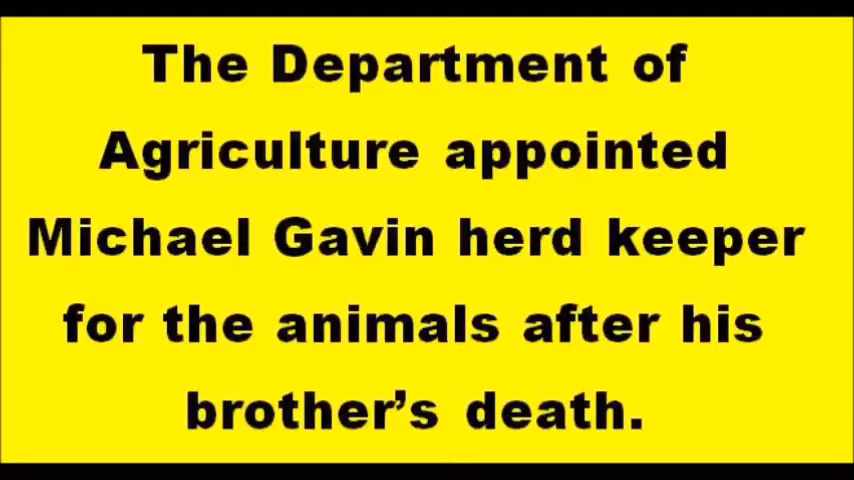 The Department of
Agriculture appointed
Michael Gavin herd keeper
for the animals after his
brother’s death.